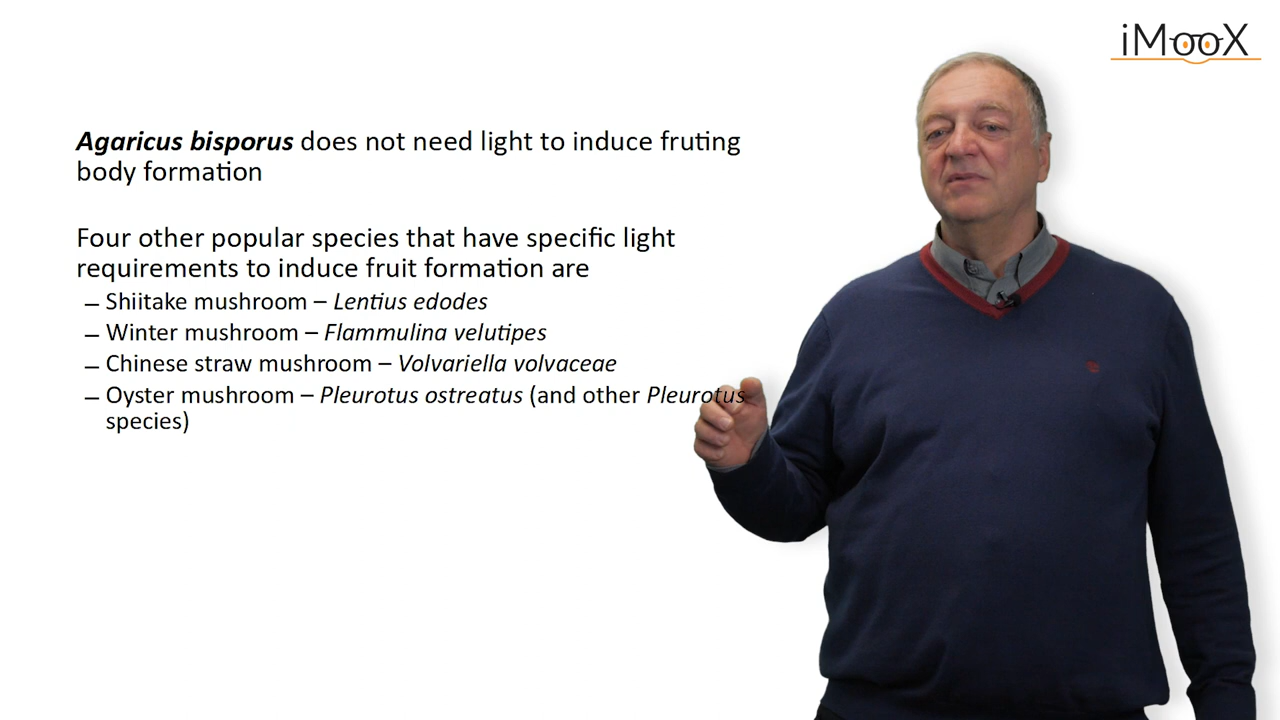 iMooX
Agaricus bisporus does not need light to induce fruting
body formation
Four other popular species that have specific light
requirements to induce fruit formation are
– Shiitake mushroom – Lentius edodes
– Winter mushroom – Flammulina velutipes
– Chinese straw mushroom – Volvariella volvaceae
– Oyster mushroom – Pleurotus ostreatus (and other Pleurotus
species)